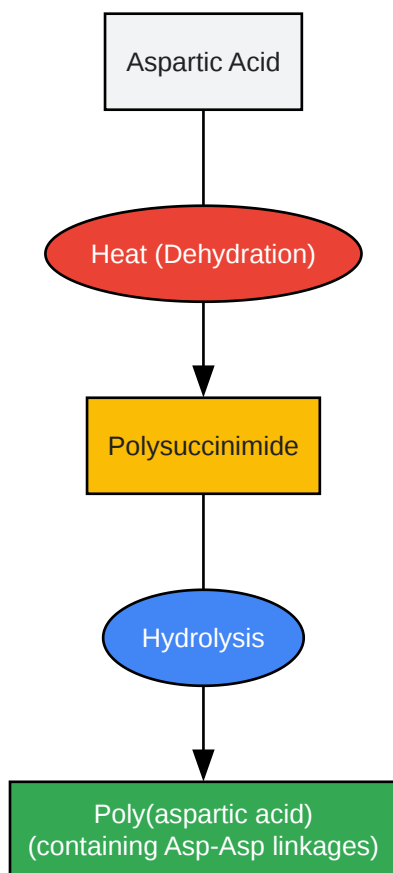 Aspartic Acid
Heat (Dehydration)
Polysuccinimide
Hydrolysis
Poly(aspartic acid)
(containing Asp-Asp linkages)